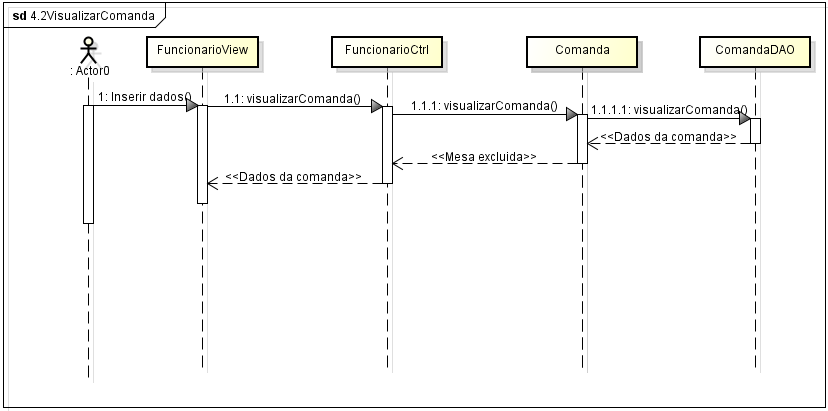 sd 4.2VisualizarComanda
: Actor0
FuncionarioView
FuncionarioCtrl
Comanda
ComandaDAO
1: Inserir dados()
1.1: visualizarComanda()
1.1.1: visualizarComanda()
1.1.1.1: visualizarComanda()
<<Dados da comanda>>
<<Mesa excluida>>
<<Dados da comanda>>